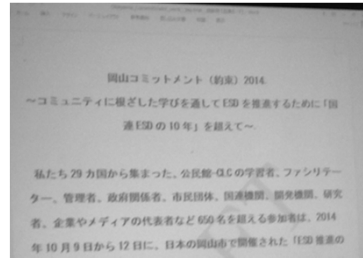 岡山コミットメント（約束）2014
～コミュニティに根ざした学びを通してESDを推進するために「国
連ESDの10年」を超えて～
私たち29カ国から集まった、公民館-CLCの学習者、ファシリテー
ター、管理者、政府関係者、市民団体、国連機関、開発機関、研究
者、企業やメディアの代表者など650名を超える参加者は、2014
年10月9日から12日に、日本の岡山市で開催された「ESD推進の